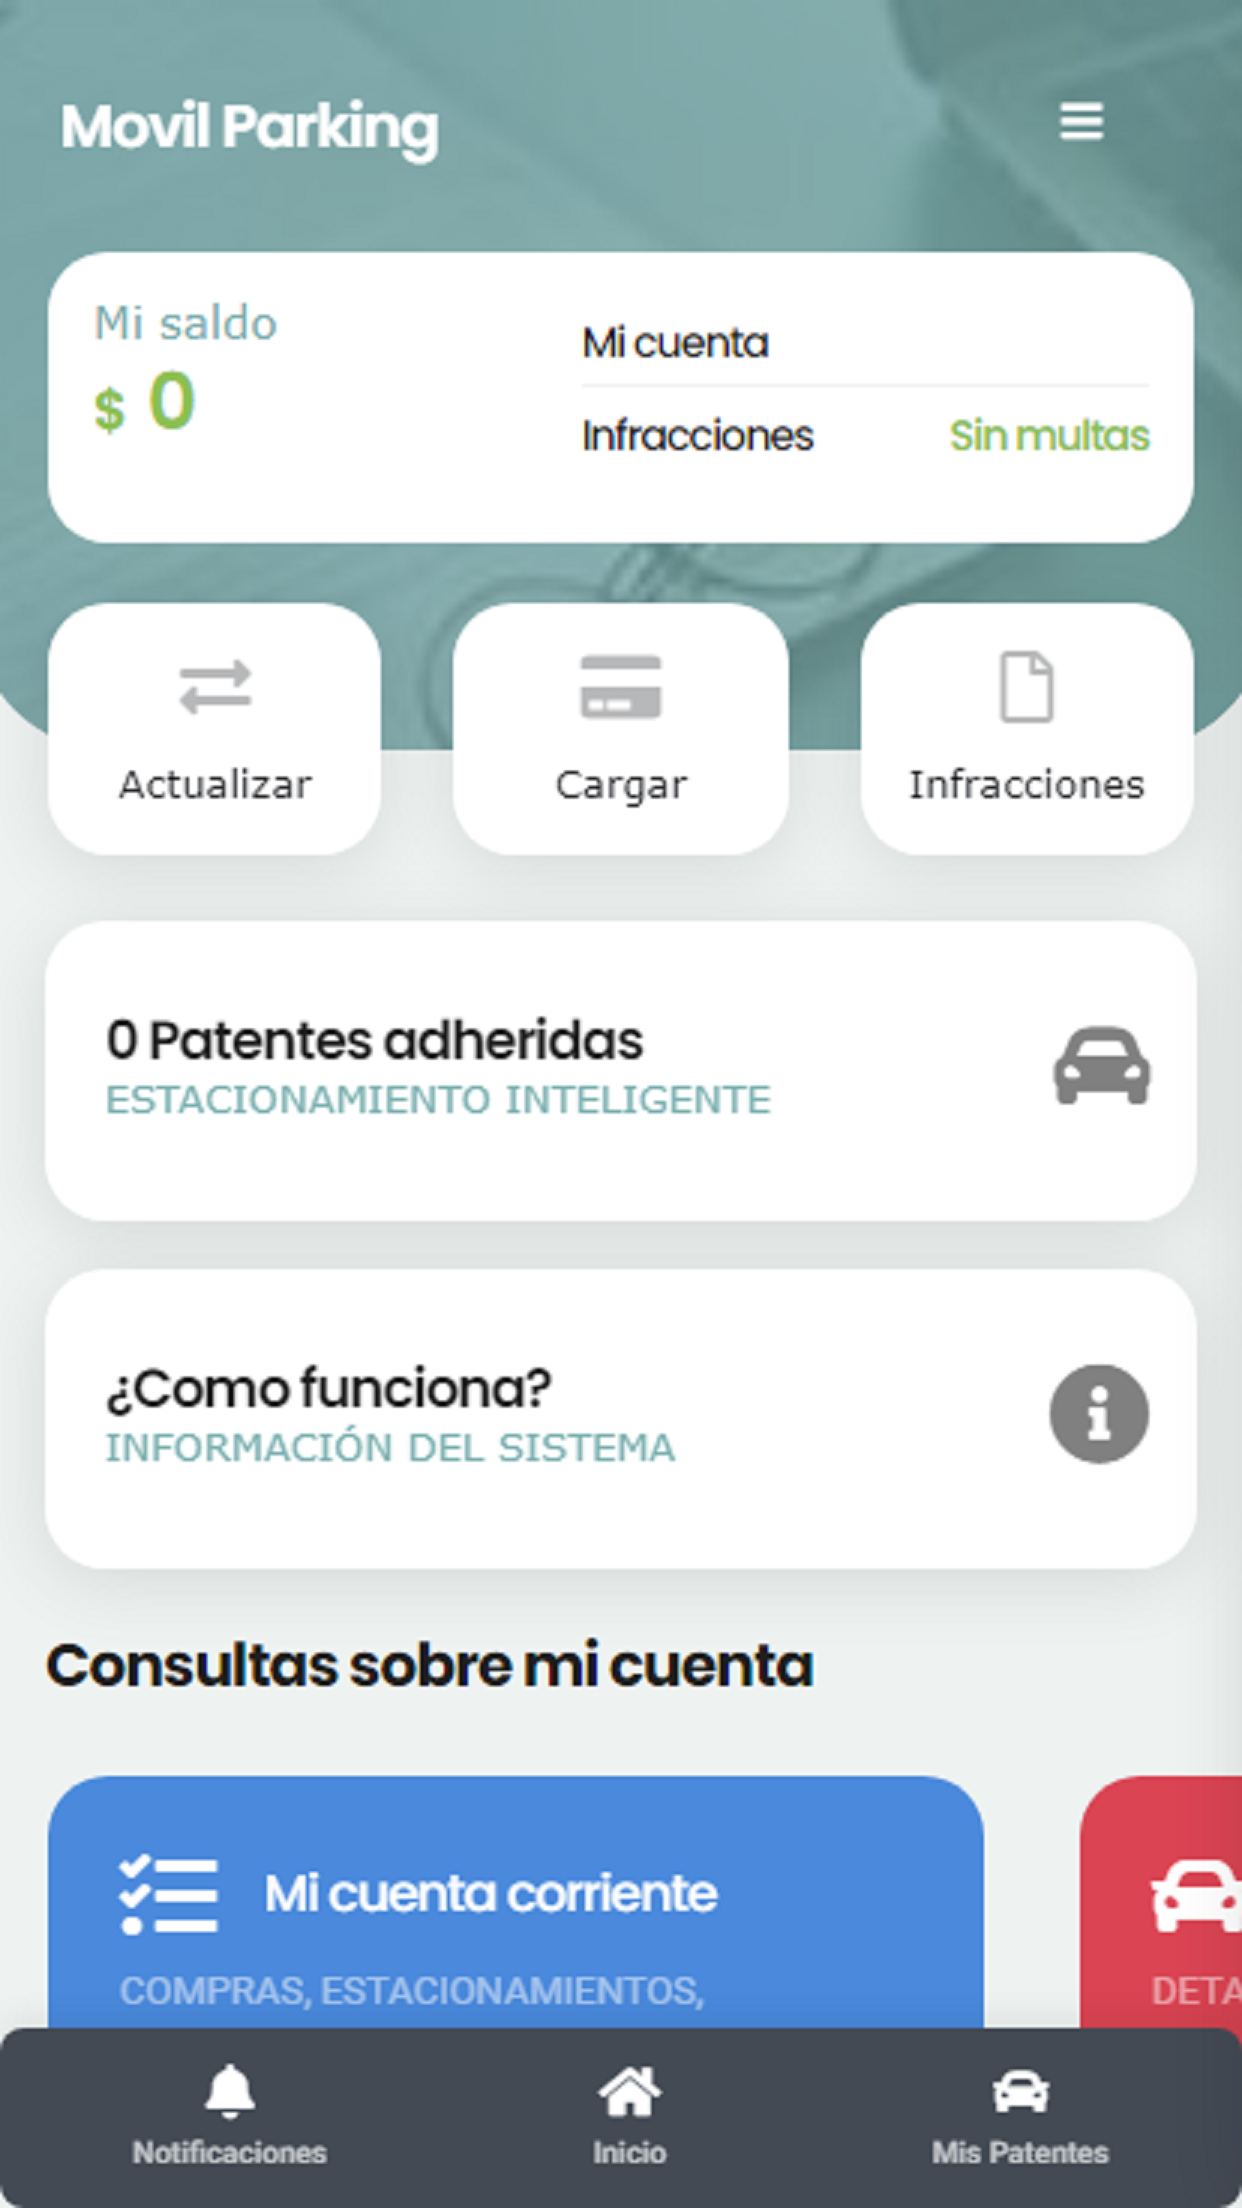 Movil Parking
Mi saldo
$ 0
Mi cuenta
Infracciones Sin multas
Actualizar
Cargar
Infracciones
0 Patentes adheridas
ESTACIONAMIENTO INTELIGENTE
¿Como funciona?
INFORMACIÓN DEL SISTEMA
Consultas sobre mi cuenta
Mi cuenta corriente
COMPRAS, ESTACIONAMIENTOS,
DETA
Notificaciones
Inicio
Mis Patentes